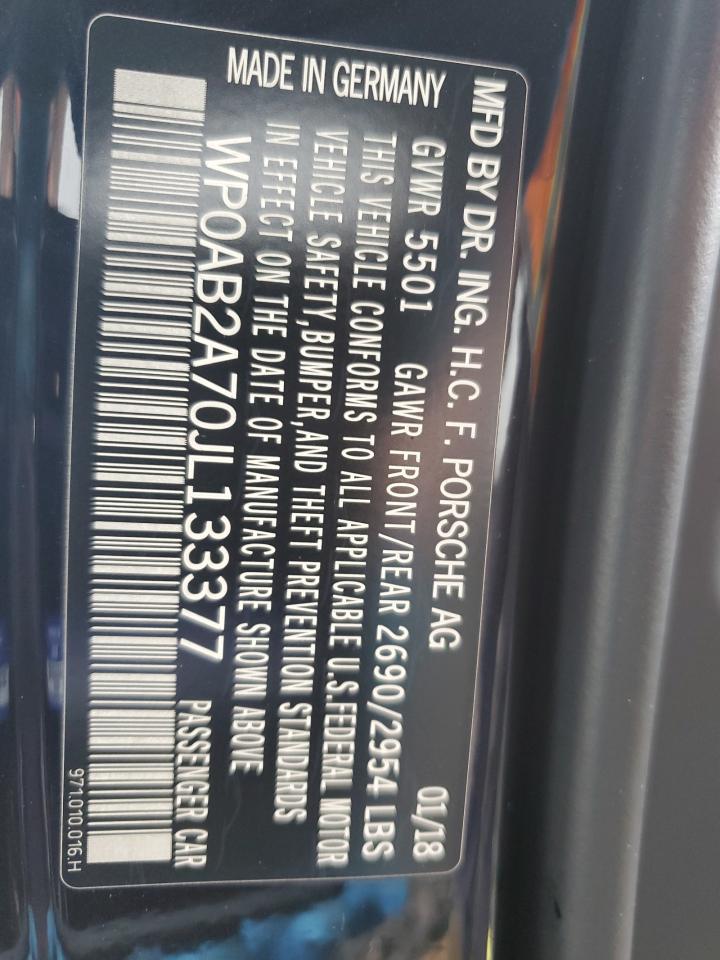 MFD BY DR. ING. H.C. F. PORSCHE AG 01/18
MADE IN GERMANY
GVWR 5501 GAWR FRONT/REAR 2690/2954 LBS
THIS VEHICLE CONFORMS TO ALL APPLICABLE U.S.FEDERAL MOTOR
VEHICLE SAFETY,BUMPER,AND THEFT PREVENTION STANDARDS
IN EFFECT ON THE DATE OF MANUFACTURE SHOWN ABOVE
WP0AB2A70JL133377 PASSENGER CAR
971.010.016.H